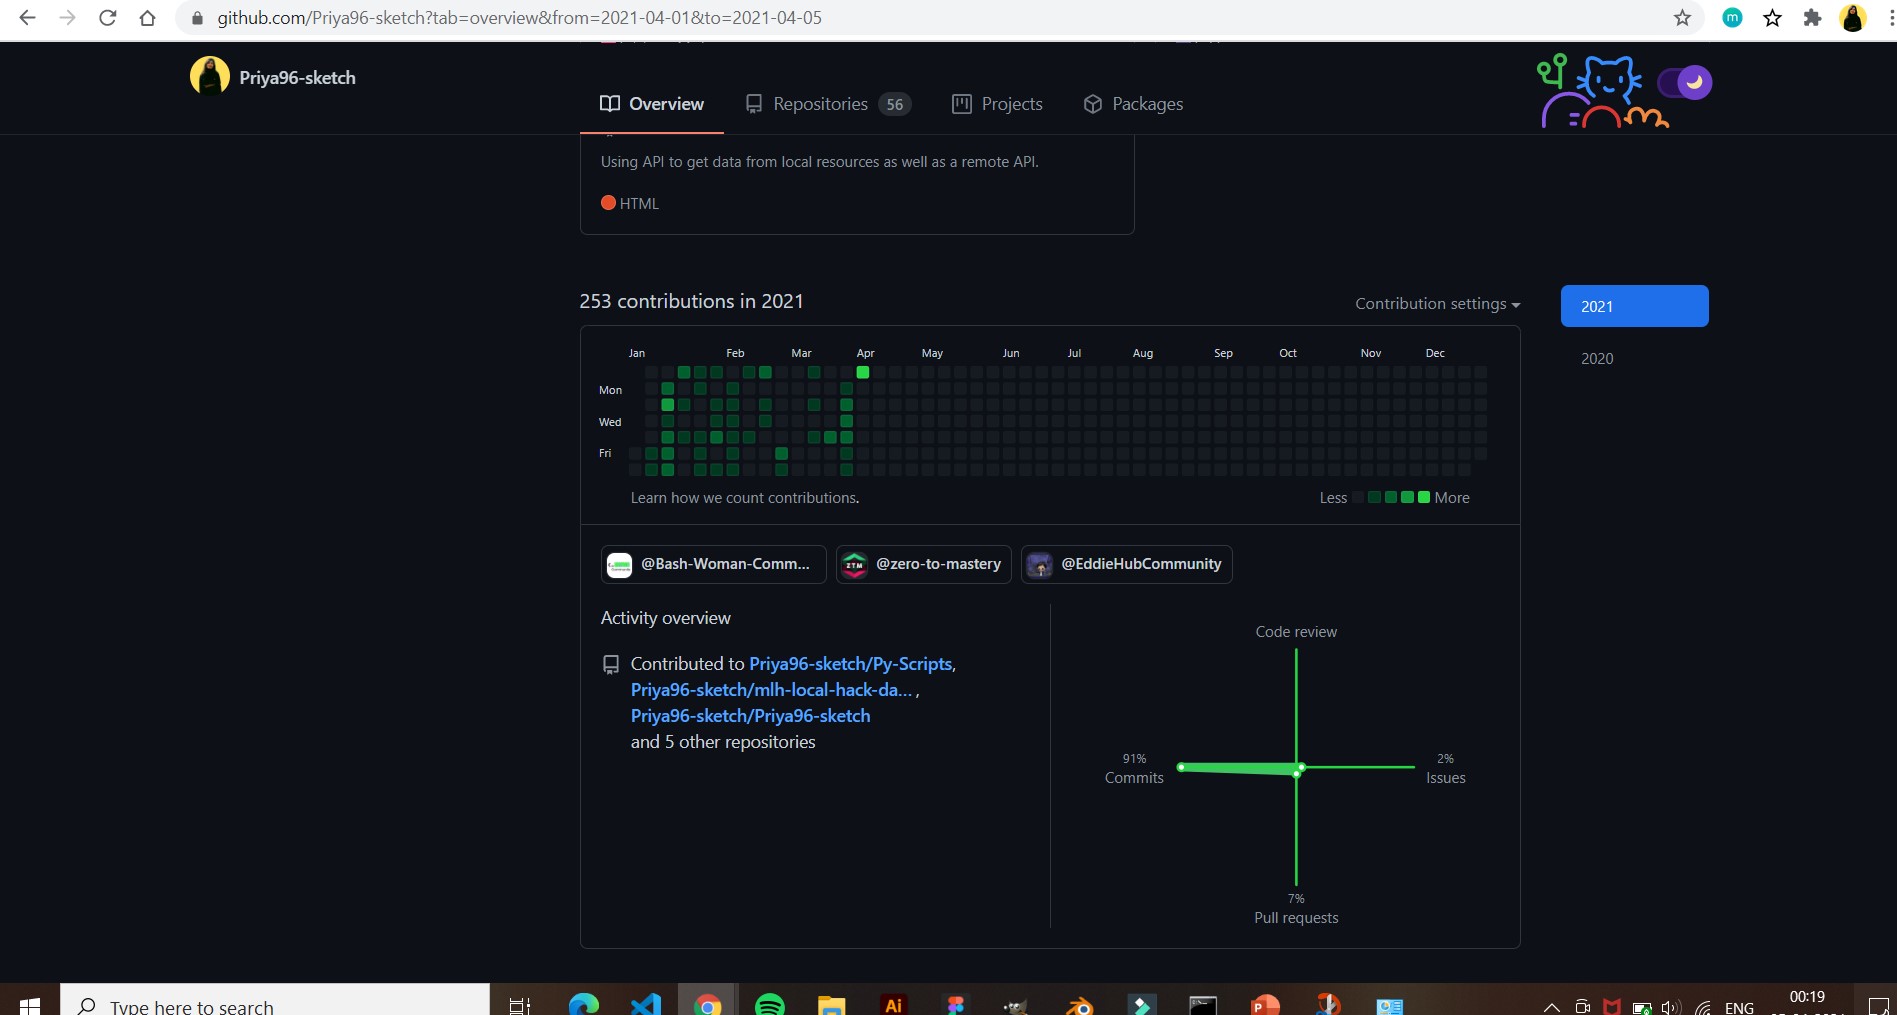 github.com/Priya96-sketch?tab=overview&from=2021-04-01&to=2021-04-05
m
Priya96-sketch
Overview
Repositories 56
Projects
Packages
Using API to get data from local resources as well as a remote API.
HTML
253 contributions in 2021
Contribution settings
2021
2020
Jan Feb Mar Apr May Jun Jul Aug Sep Oct Nov Dec
Mon
Wed
Fri
Learn how we count contributions.
Less More
@Bash-Woman-Comm...
ZTM @zero-to-mastery
@EddieHubCommunity
Activity overview
Contributed to Priya96-sketch/Py-Scripts,
Priya96-sketch/mlh-local-hack-da... ,
Priya96-sketch/Priya96-sketch
and 5 other repositories
Code review
91%
Commits
2%
Issues
7%
Pull requests
Type here to search
Ai
P
ENG
00:19